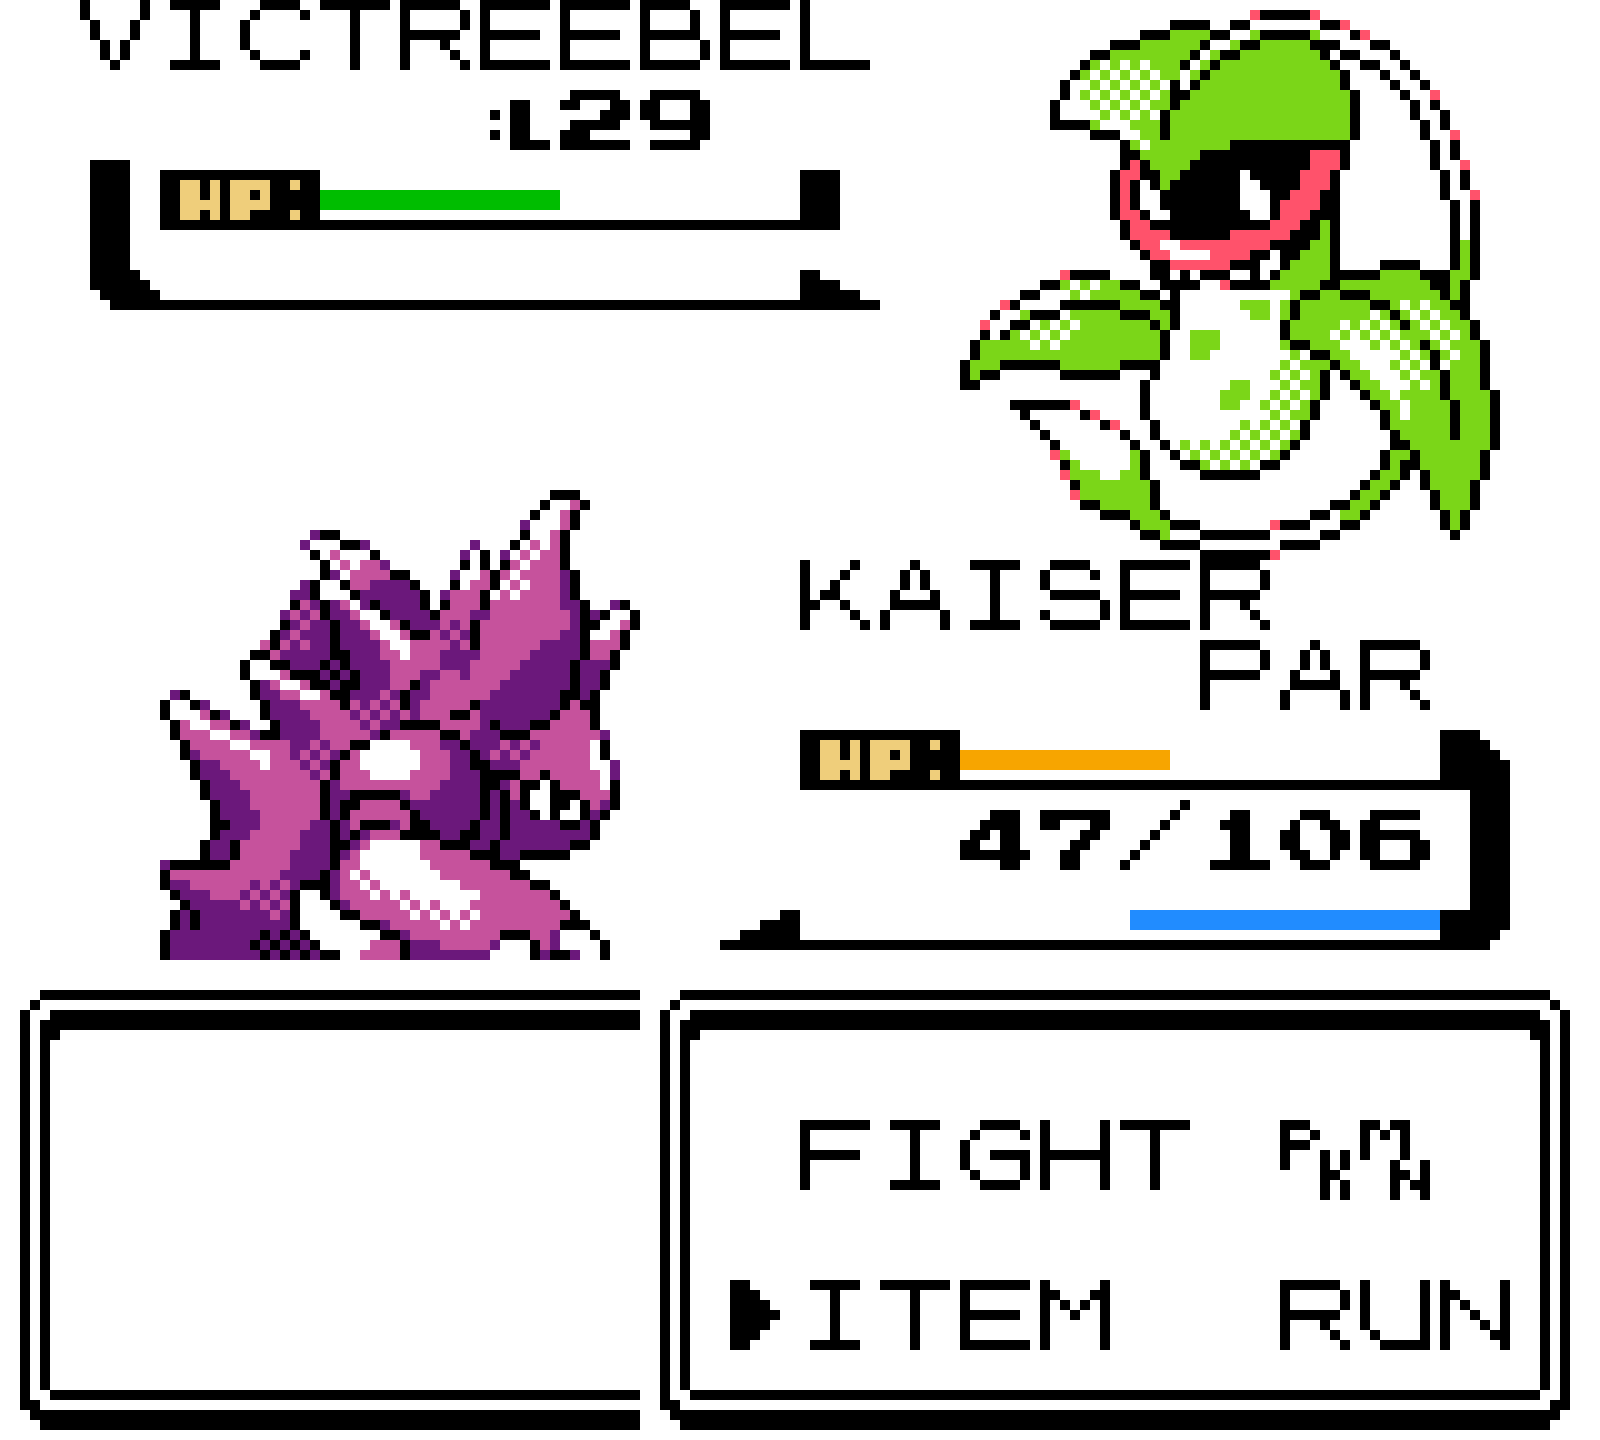 VICTREEBEL
:L29
HP:
KAISER
PAR
HP:
47/106
FIGHT PKMN
▶ITEM RUN